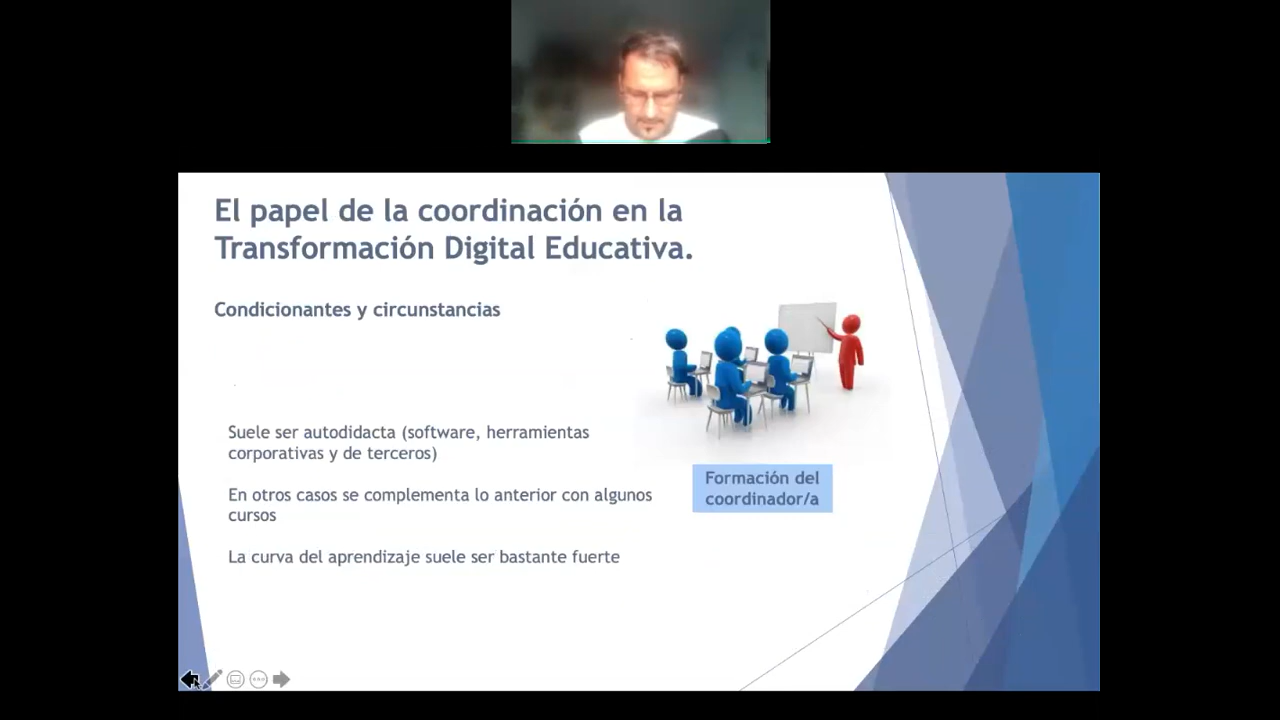 El papel de la coordinación en la
Transformación Digital Educativa.
Condicionantes y circunstancias
Suele ser autodidacta (software, herramientas
corporativas y de terceros)
En otros casos se complementa lo anterior con algunos
cursos
La curva del aprendizaje suele ser bastante fuerte
Formación del
coordinador/a